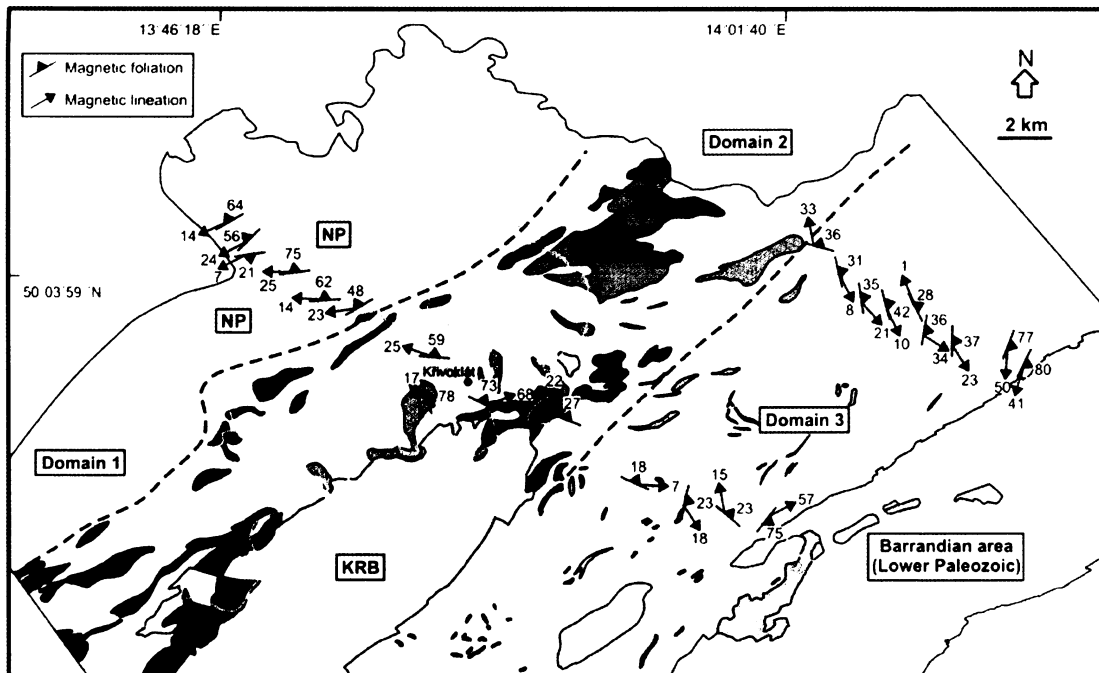 13 46 18 E
14 01 40 E
Magnetic foliation
Magnetic lineation
N
2 km
Domain 2
64
14
56
24
21
NP
75
25
62
14
48
23
50 03 59 N
NP
33
36
31
8
35
21
42
10
1
28
36
34
37
23
77
50
80
41
25
59
Křivoklát
17
78
73
68
22
27
Domain 1
Domain 3
18
7
23
18
15
23
57
75
KRB
Barrandian area
(Lower Paleozoic)